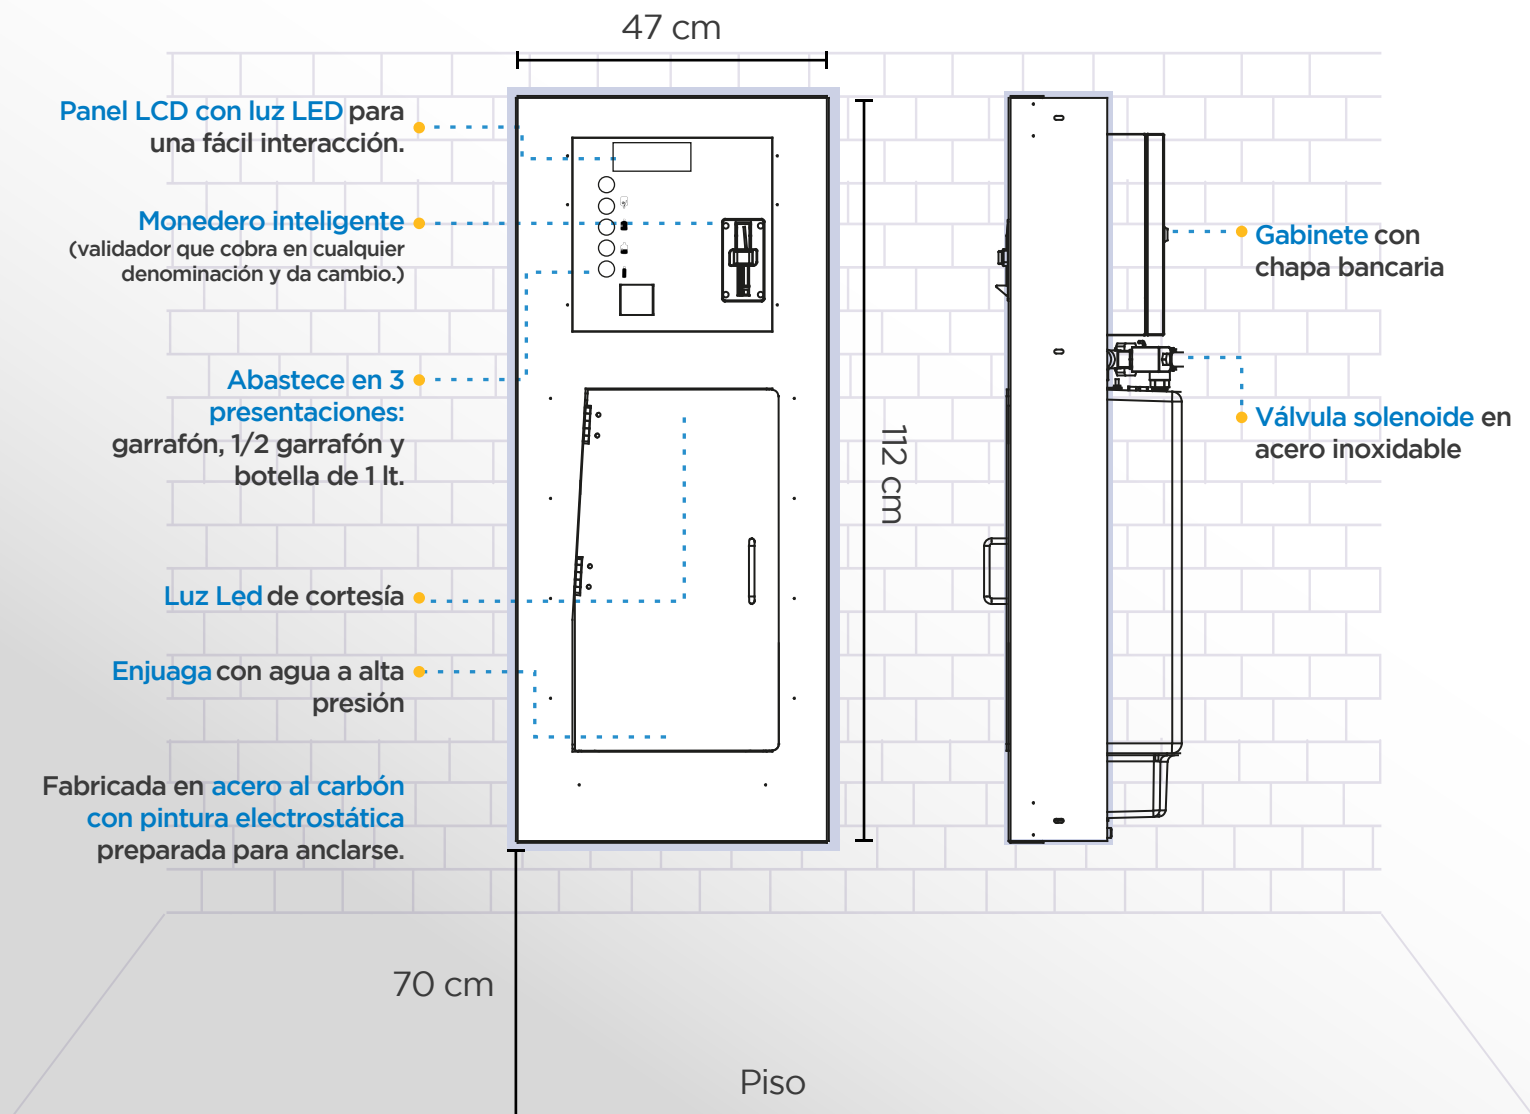 47 cm
Panel LCD con luz LED para
una fácil interacción.
Monedero inteligente
(validador que cobra en cualquier
denominación y da cambio.)
Abastece en 3
presentaciones:
garrafón, 1/2 garrafón y
botella de 1 lt.
Luz Led de cortesía
Enjuaga con agua a alta
presión
Fabricada en acero al carbón
con pintura electrostática
preparada para anclarse.
112 cm
Gabinete con
chapa bancaria
Válvula solenoide en
acero inoxidable
70 cm
Piso